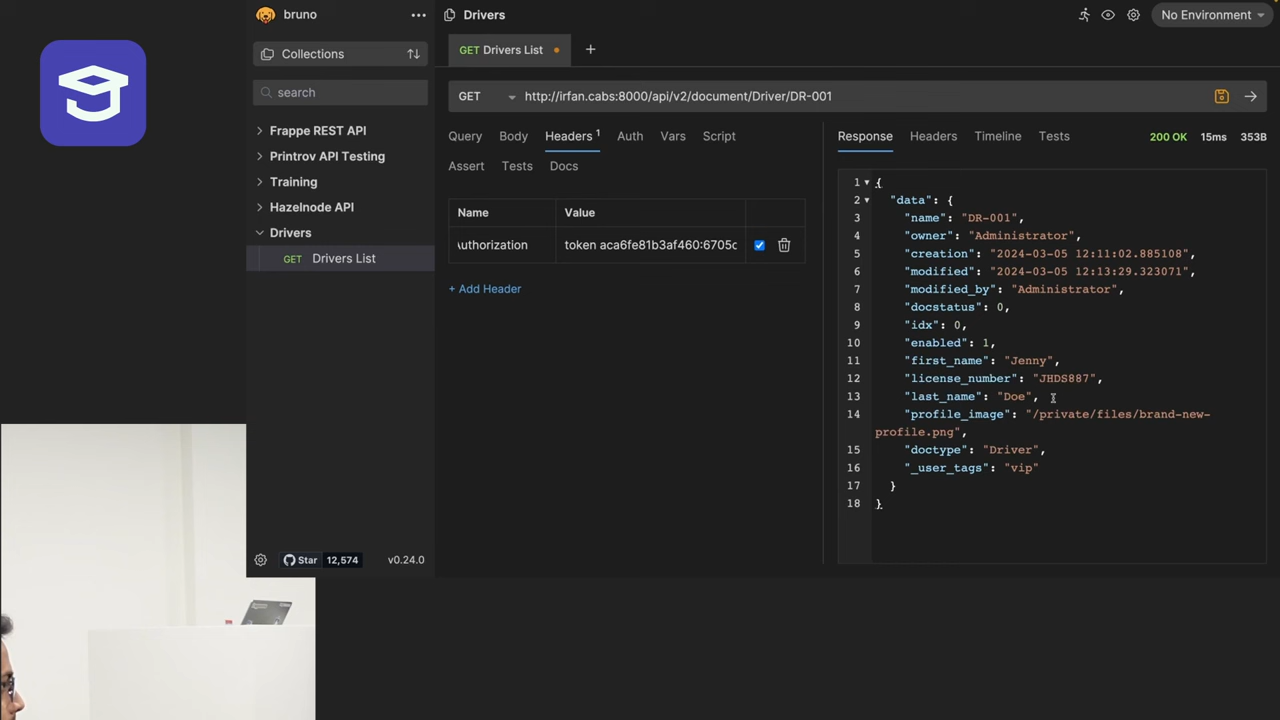 bruno
Collections
search
Frappe REST API
Printrov API Testing
Training
Hazelnode API
Drivers
GET Drivers List
Star 12,574
v0.24.0
Drivers
No Environment
GET Drivers List
GET http://irfan.cabs:8000/api/v2/document/Driver/DR-001
Query Body Headers 1 Auth Vars Script
Assert Tests Docs
Name Value
uthorization token aca6fe81b3af460:6705c
+ Add Header
Response Headers Timeline Tests 200 OK 15ms 353B
1 {
2 "data": {
3 "name": "DR-001",
4 "owner": "Administrator",
5 "creation": "2024-03-05 12:11:02.885108",
6 "modified": "2024-03-05 12:13:29.323071",
7 "modified_by": "Administrator",
8 "docstatus": 0,
9 "idx": 0,
10 "enabled": 1,
11 "first_name": "Jenny",
12 "license_number": "JHDS887",
13 "last_name": "Doe",
14 "profile_image": "/private/files/brand-new-
profile.png",
15 "doctype": "Driver",
16 "_user_tags": "vip"
17 }
18 }